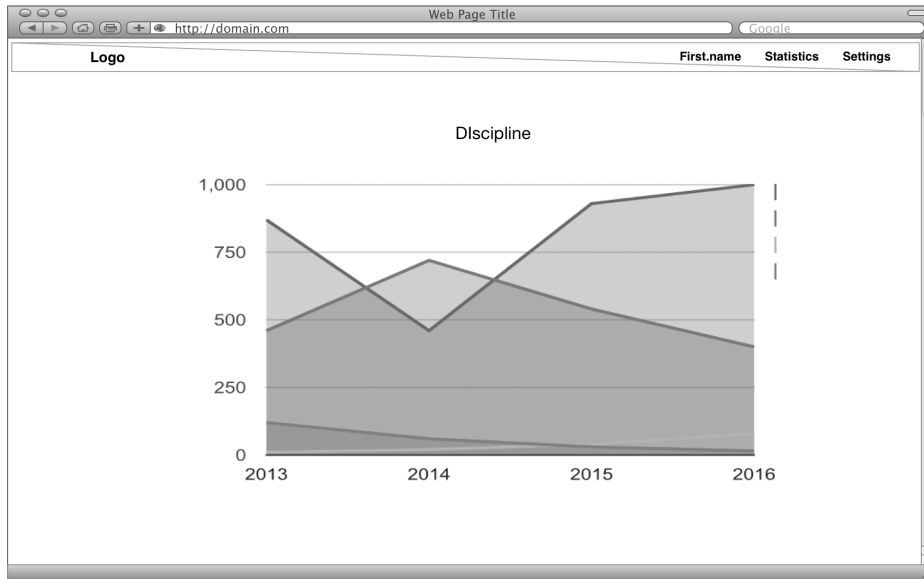 Web Page Title
http://domain.com
Google
Logo
First.name Statistics Settings
DIscipline
1,000
750
500
250
0
2013 2014 2015 2016